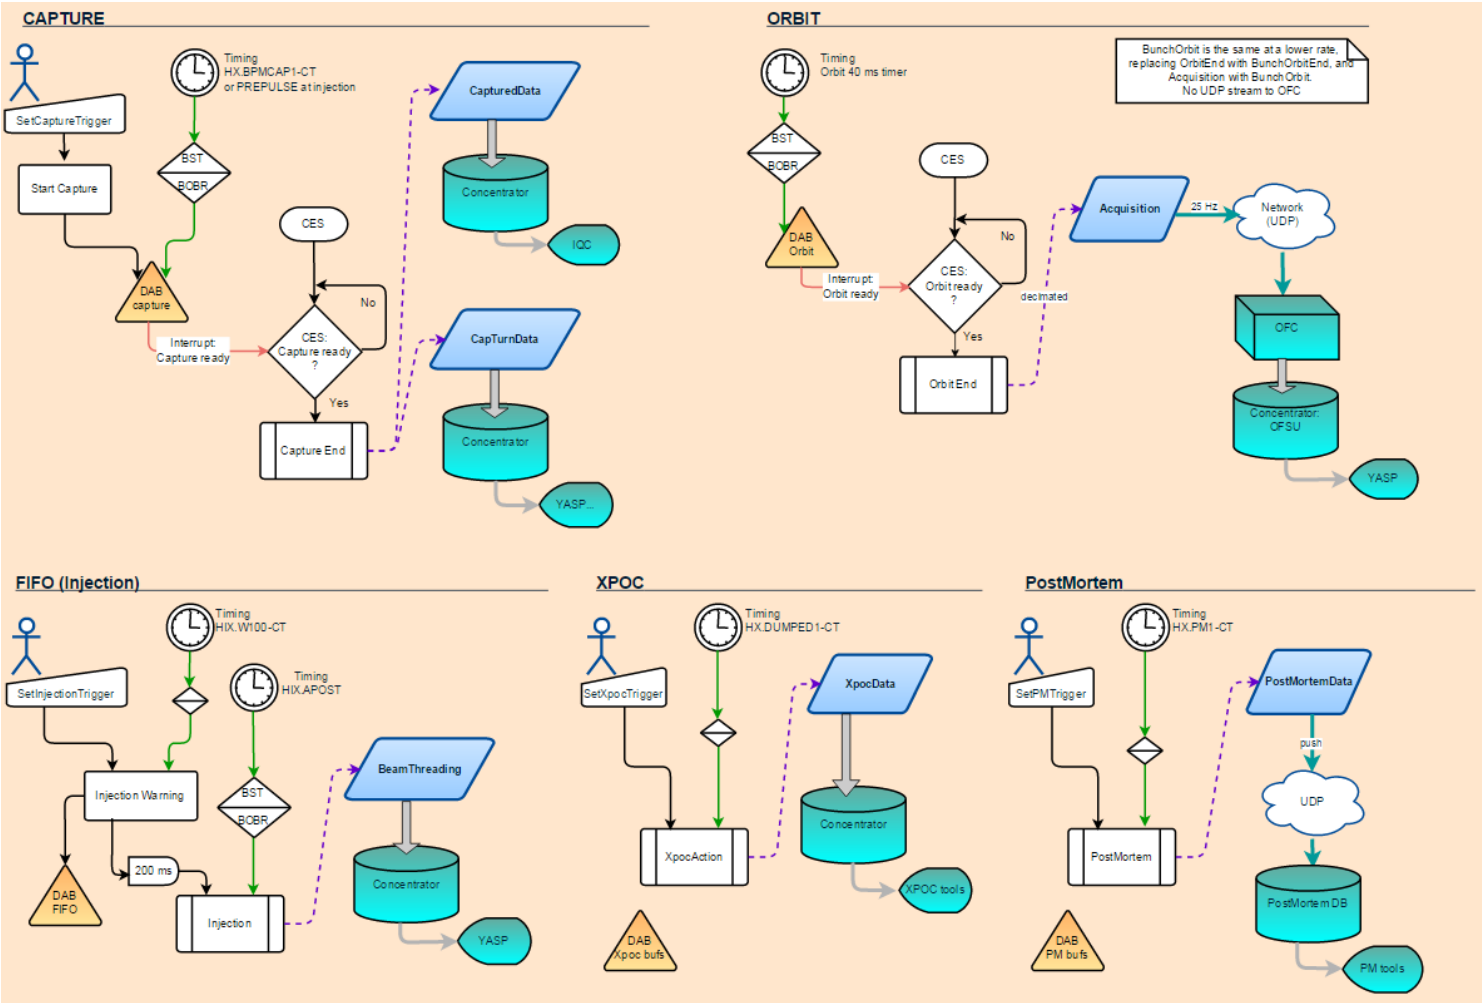 CAPTURE
Timing
HX.BPMCAP1-CT
or PREPULSE at injection
SetCaptureTrigger
Start Capture
BST
BOBR
DAB
capture
Interrupt:
Capture ready
CES
No
CES:
Capture ready
?
Yes
Capture End
CapturedData
Concentrator
IQC
CapTurnData
Concentrator
YASP...
ORBIT
Timing
Orbit 40 ms timer
BunchOrbit is the same at a lower rate,
replacing OrbitEnd with BunchOrbitEnd, and
Acquisition with BunchOrbit.
No UDP stream to OFC
BST
BOBR
DAB
Orbit
Interrupt:
Orbit ready
CES
No
CES:
Orbit ready
?
Yes
Orbit End
decimated
Acquisition
25 Hz
Network
(UDP)
OFC
Concentrator:
OFSU
YASP
FIFO (Injection)
Timing
HIX.W100-CT
SetInjectionTrigger
Timing
HIX.APOST
Injection Warning
BST
BOBR
200 ms
DAB
FIFO
Injection
BeamThreading
Concentrator
YASP
XPOC
Timing
HX.DUMPED1-CT
SetXpocTrigger
XpocData
XpocAction
Concentrator
XPOC tools
DAB
Xpoc bufs
PostMortem
Timing
HX.PM1-CT
SetPMTrigger
PostMortemData
push
UDP
PostMortem
PostMortem DB
PM tools
DAB
PM bufs